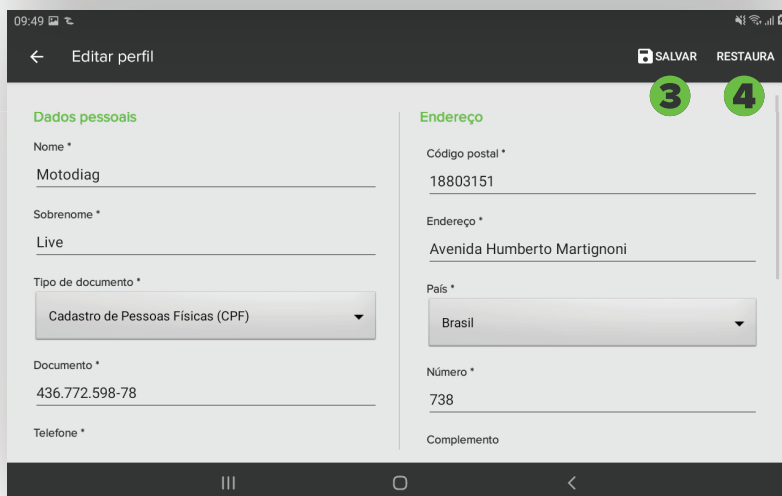 09:49
Editar perfil
SALVAR RESTAURA
3 4
Dados pessoais
Nome *
Motodiag
Sobrenome *
Live
Tipo de documento *
Cadastro de Pessoas Físicas (CPF)
Documento *
436.772.598-78
Telefone *
Endereço
Código postal *
18803151
Endereço *
Avenida Humberto Martignoni
País *
Brasil
Número *
738
Complemento